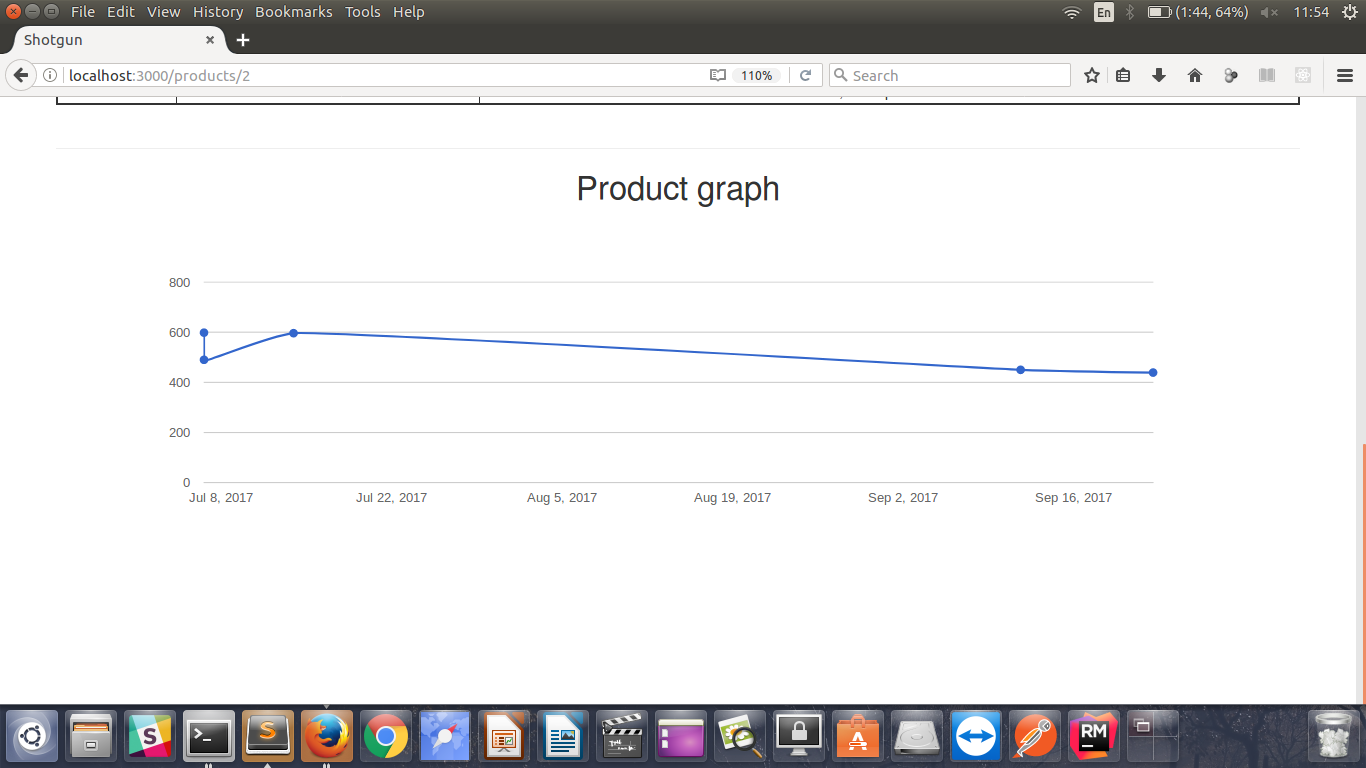 File Edit View History Bookmarks Tools Help
En (1:44, 64%) 11:54
Shotgun
localhost:3000/products/2 110% Search
Product graph
800
600
400
200
0
Jul 8, 2017 Jul 22, 2017 Aug 5, 2017 Aug 19, 2017 Sep 2, 2017 Sep 16, 2017
S >_ S A RM